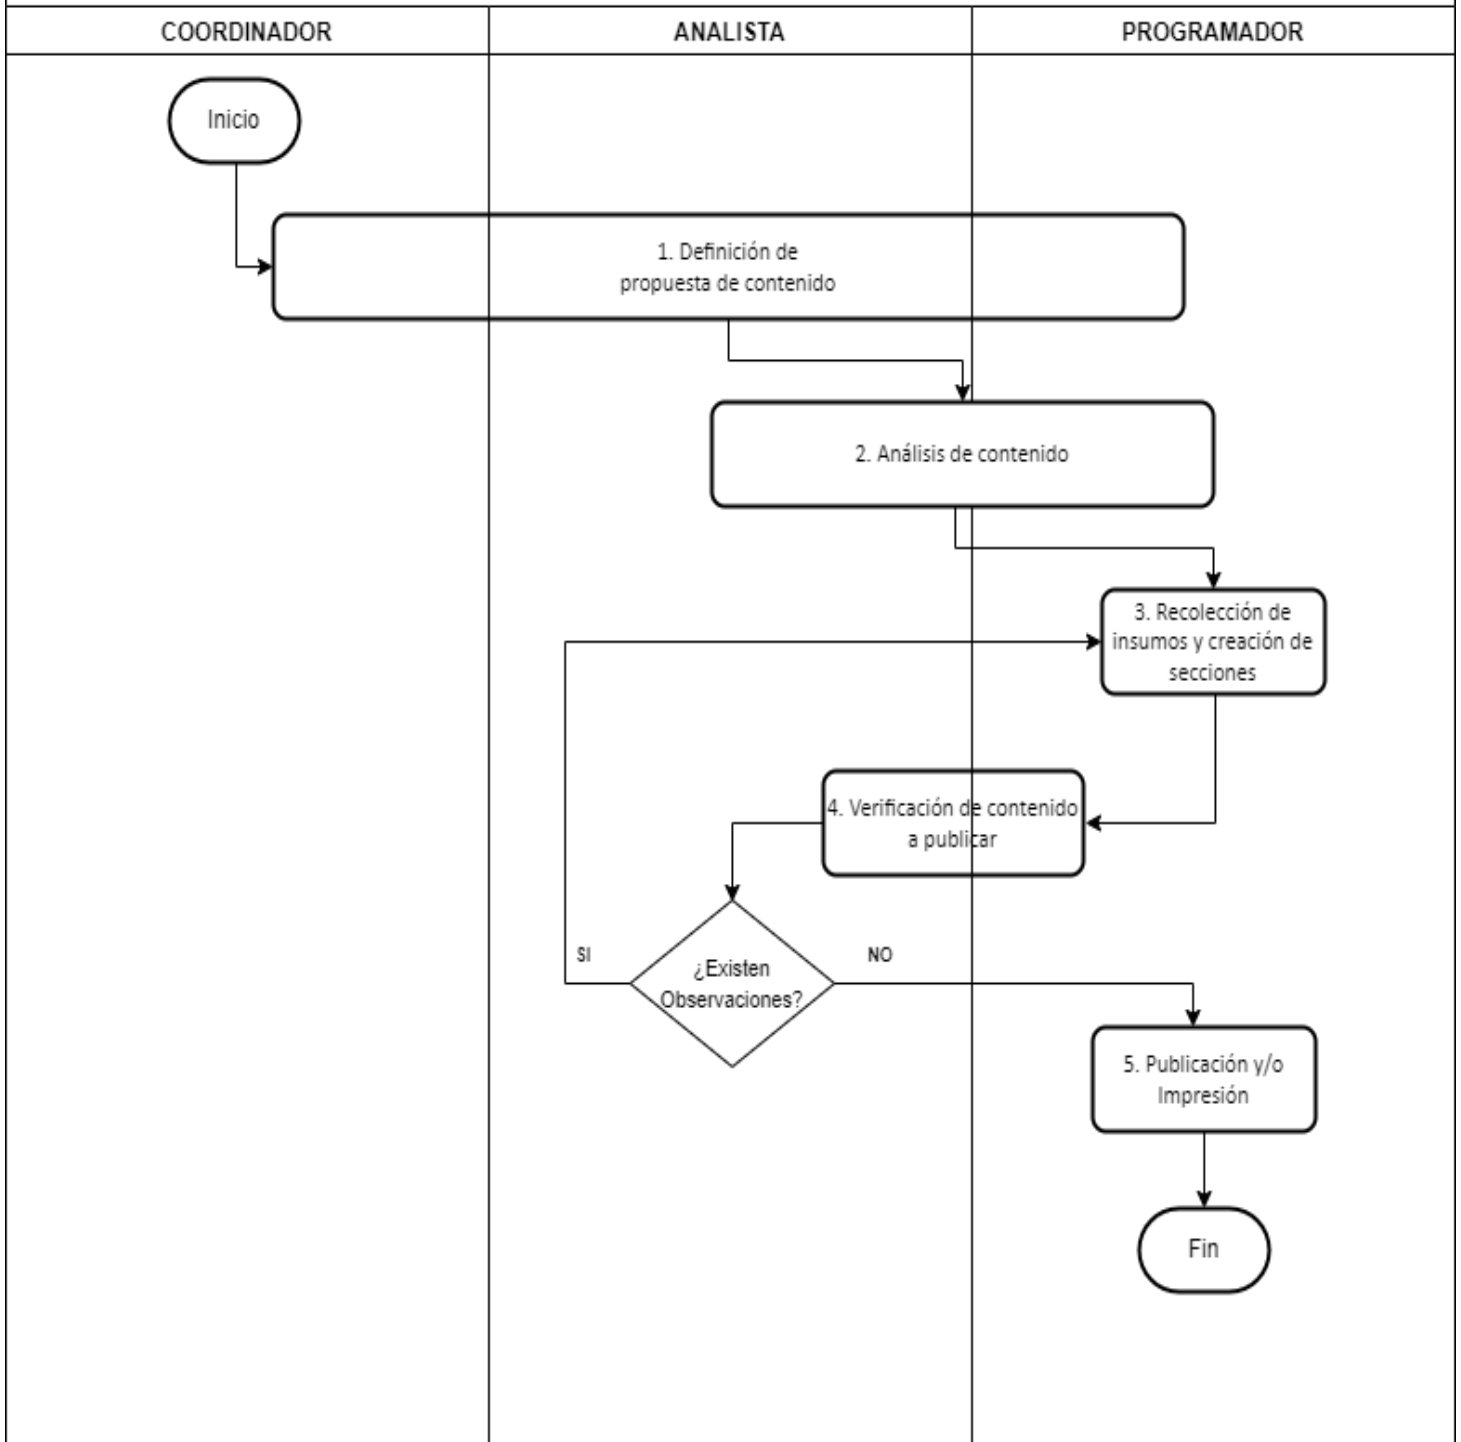 COORDINADOR
ANALISTA
PROGRAMADOR
Inicio
1. Definición de
propuesta de contenido
2. Análisis de contenido
3. Recolección de
insumos y creación de
secciones
4. Verificación de contenido
a publicar
SI
¿Existen
Observaciones?
NO
5. Publicación y/o
Impresión
Fin